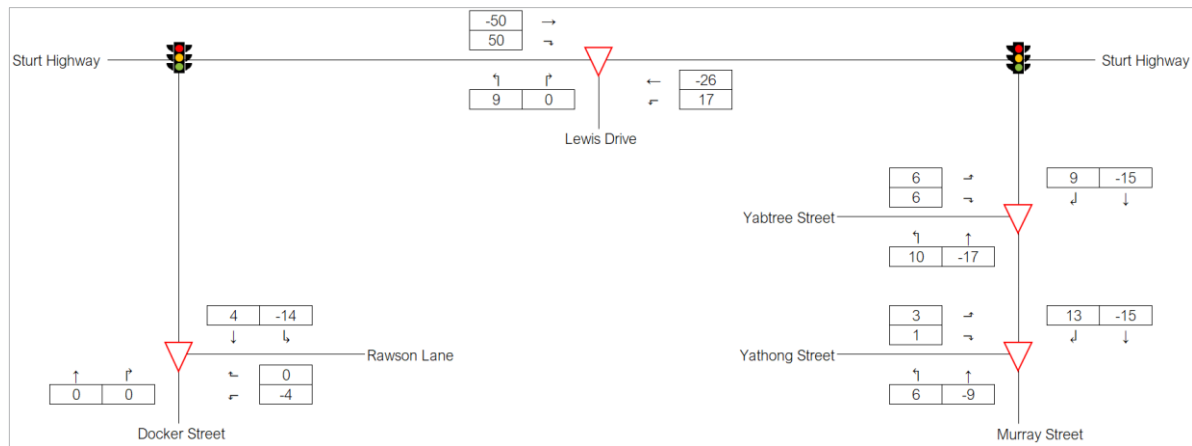 -50 →
50 ⬎
Sturt Highway
Sturt Highway
↰ ↱ ← -26
9 0 ⬐ 17
Lewis Drive
6 ⬏ 9 -15
6 ⬎ ↲ ↓
Yabtree Street
↰ ↑
10 -17
4 -14 3 ⬏ 13 -15
↓ ↳ 1 ⬎ ↲ ↓
Rawson Lane Yathong Street
↑ ↱ ⬑ 0 ↰ ↑
0 0 ⬐ -4 6 -9
Docker Street Murray Street